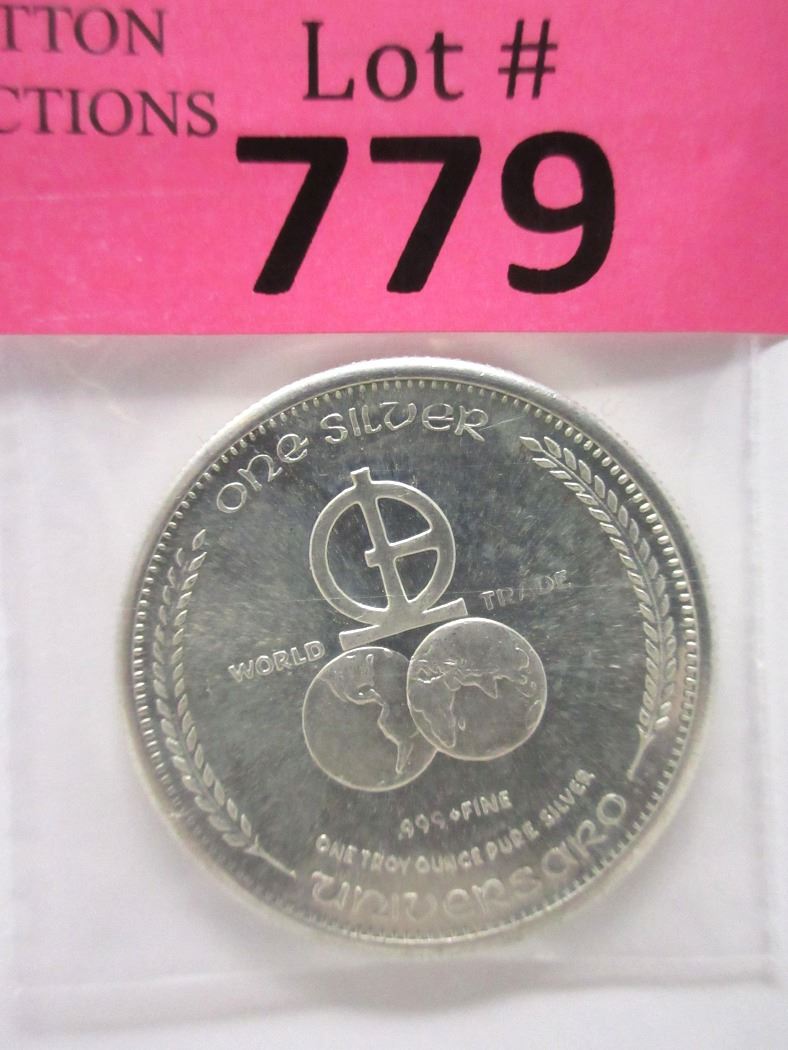 TTON
CTIONS
Lot #
779
ONE SILVER
WORLD TRADE
.999+FINE
ONE TROY OUNCE PURE SILVER
UNIVERSARO